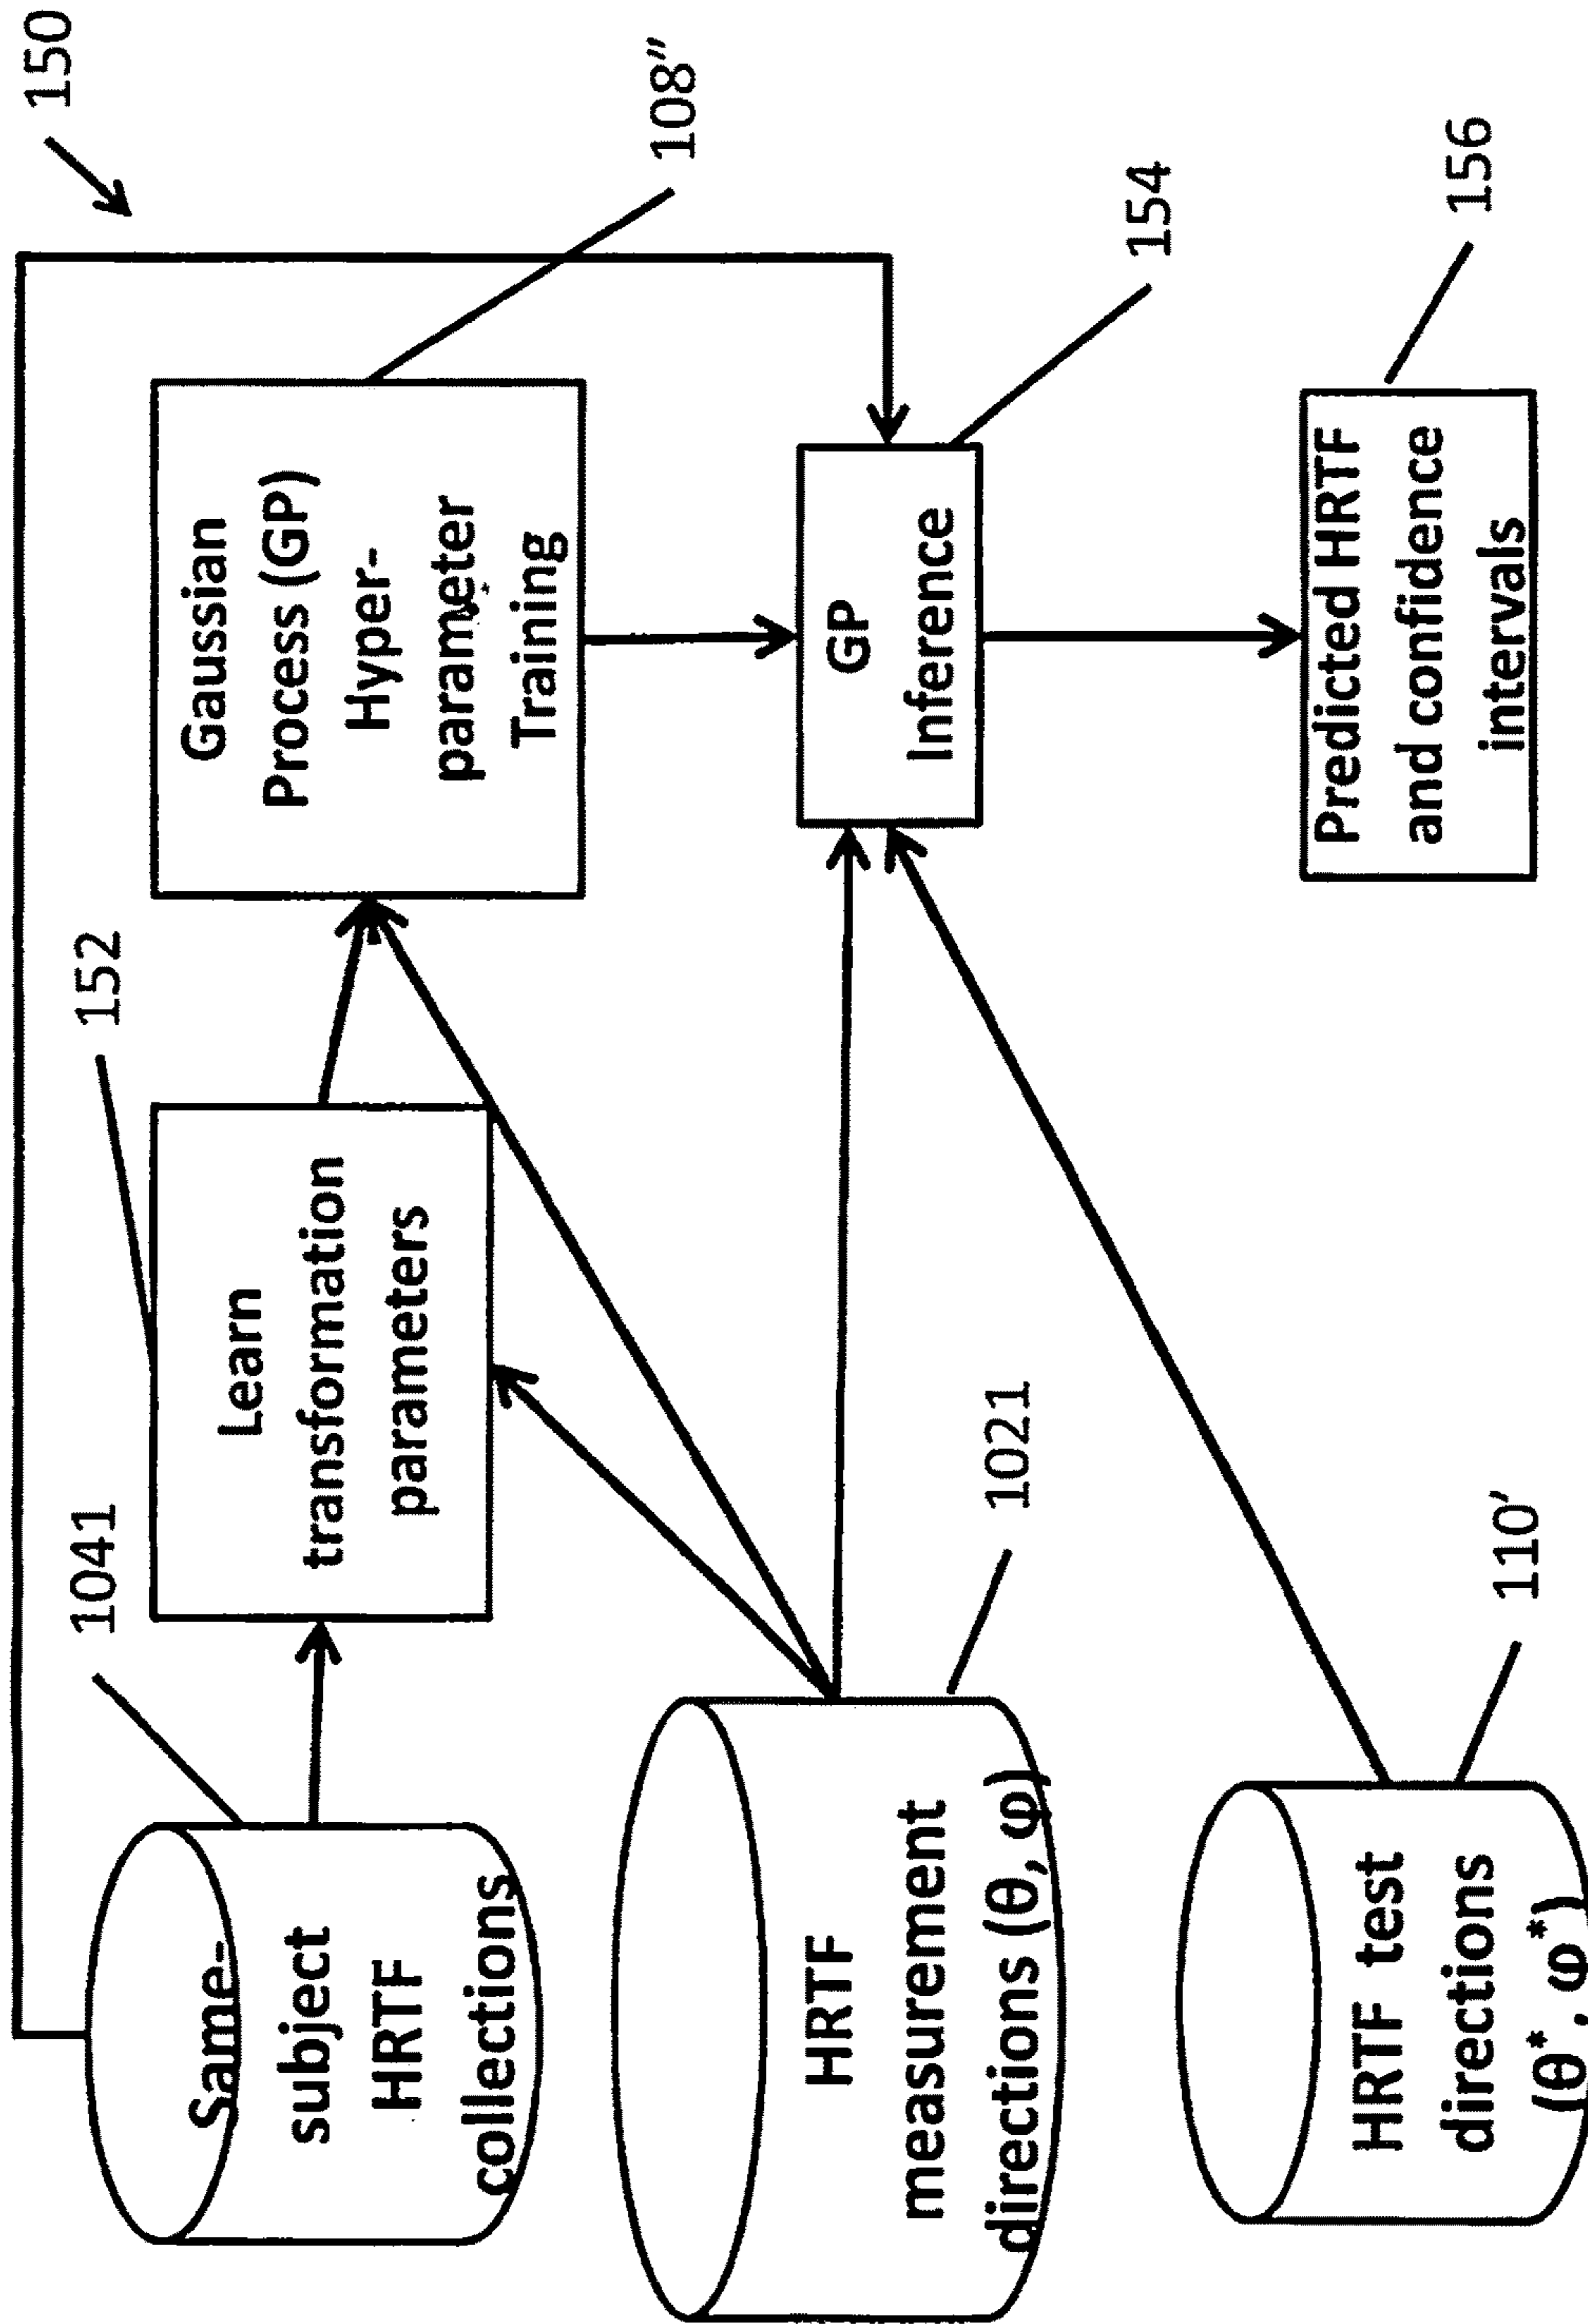 150
1041
152
108″
Same-
subject
HRTF
collections
Learn
transformation
parameters
Gaussian
Process (GP)
Hyper-
parameter
Training
HRTF
measurement
directions (θ, φ)
1021
GP
Inference
154
HRTF test
directions
(θ*, φ*)
110′
Predicted HRTF
and confidence
intervals
156